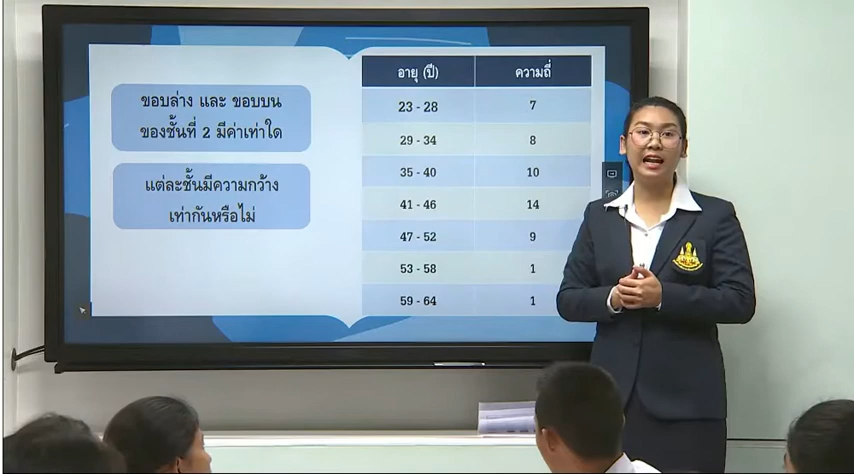 ขอบล่าง และ ขอบบน
ของชั้นที่ 2 มีค่าเท่าใด
แต่ละชั้นมีความกว้าง
เท่ากันหรือไม่
อายุ (ปี) ความถี่
23 - 28 7
29 - 34 8
35 - 40 10
41 - 46 14
47 - 52 9
53 - 58 1
59 - 64 1